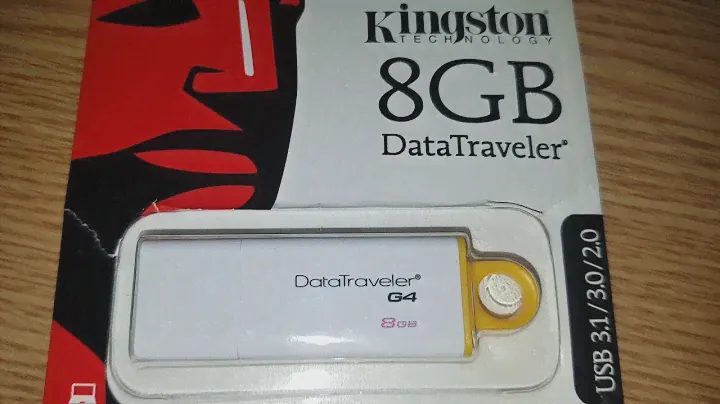 Kingston
TECHNOLOGY
8GB
DataTraveler®
DataTraveler®
G4
8GB
USB 3.1/3.0/2.0